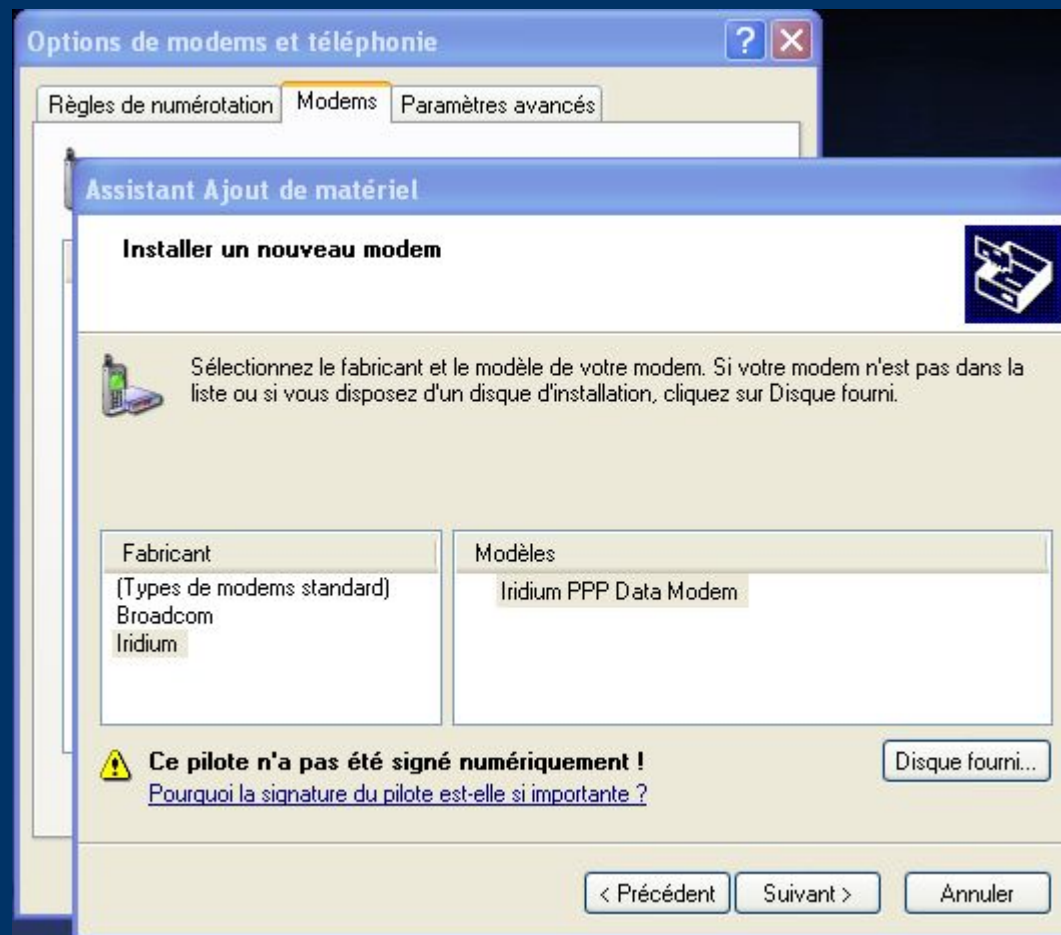 Options de modems et téléphonie
Règles de numérotation Modems Paramètres avancés
Assistant Ajout de matériel
Installer un nouveau modem
Sélectionnez le fabricant et le modèle de votre modem. Si votre modem n'est pas dans la
liste ou si vous disposez d'un disque d'installation, cliquez sur Disque fourni.
Fabricant
(Types de modems standard)
Broadcom
Iridium
Modèles
Iridium PPP Data Modem
Ce pilote n'a pas été signé numériquement !
Pourquoi la signature du pilote est-elle si importante ?
Disque fourni...
< Précédent Suivant > Annuler